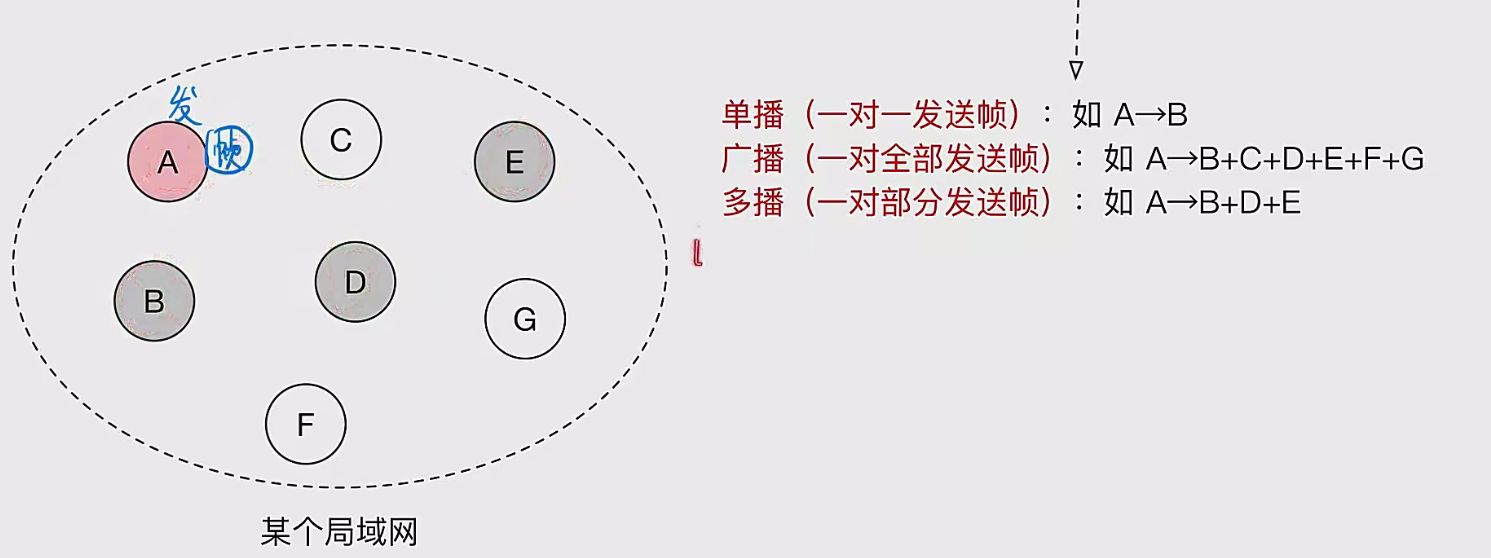 发
A
帧
C
E
B
D
G
F
某个局域网
单播（一对一发送帧）：如 A→B
广播（一对全部发送帧）：如 A→B+C+D+E+F+G
多播（一对部分发送帧）：如 A→B+D+E